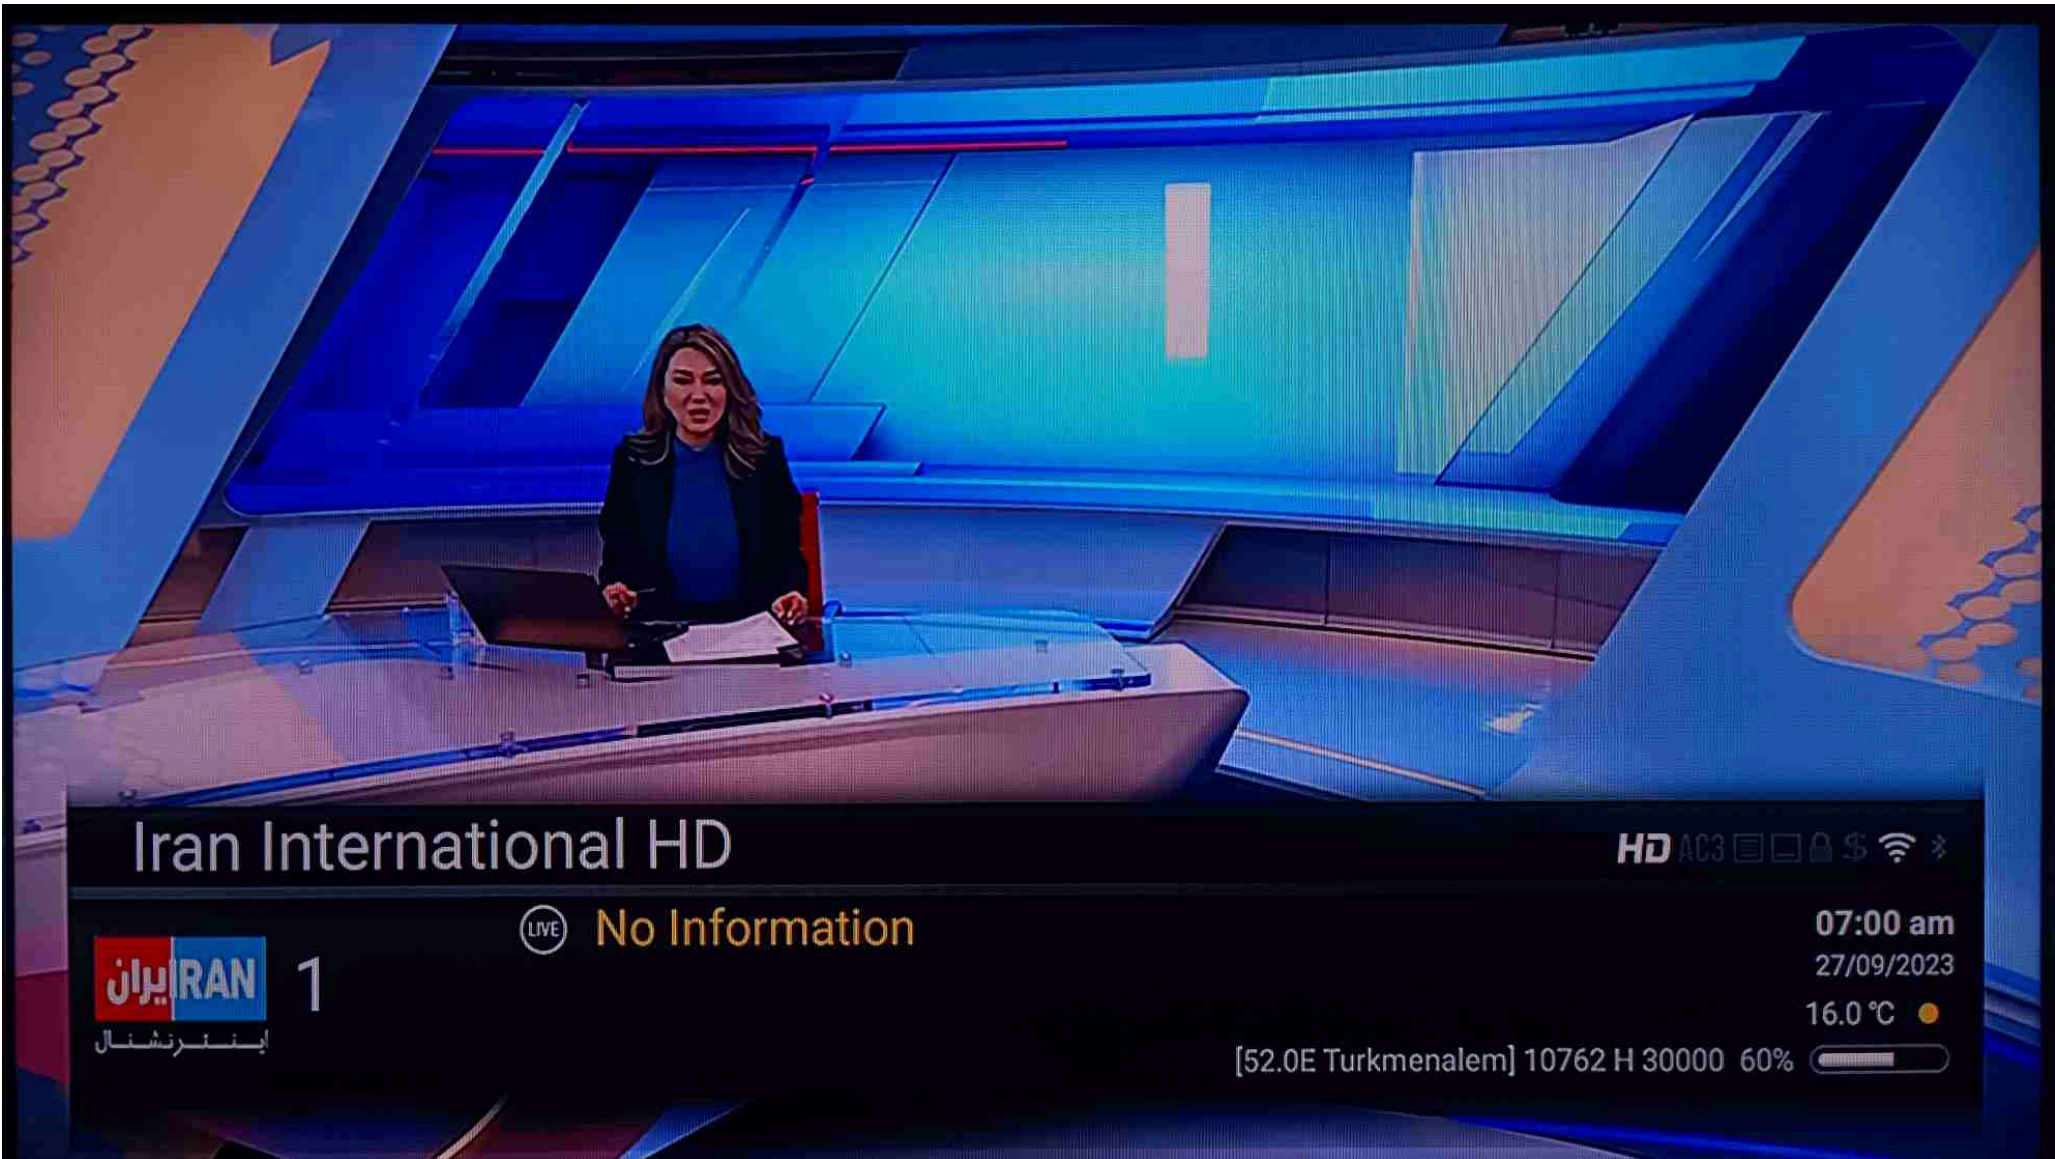 Iran International HD
HD AC3 $
LIVE No Information
07:00 am
27/09/2023
ایران IRAN
1
16.0 °C
اینترنشنال
[52.0E Turkmenalem] 10762 H 30000 60%